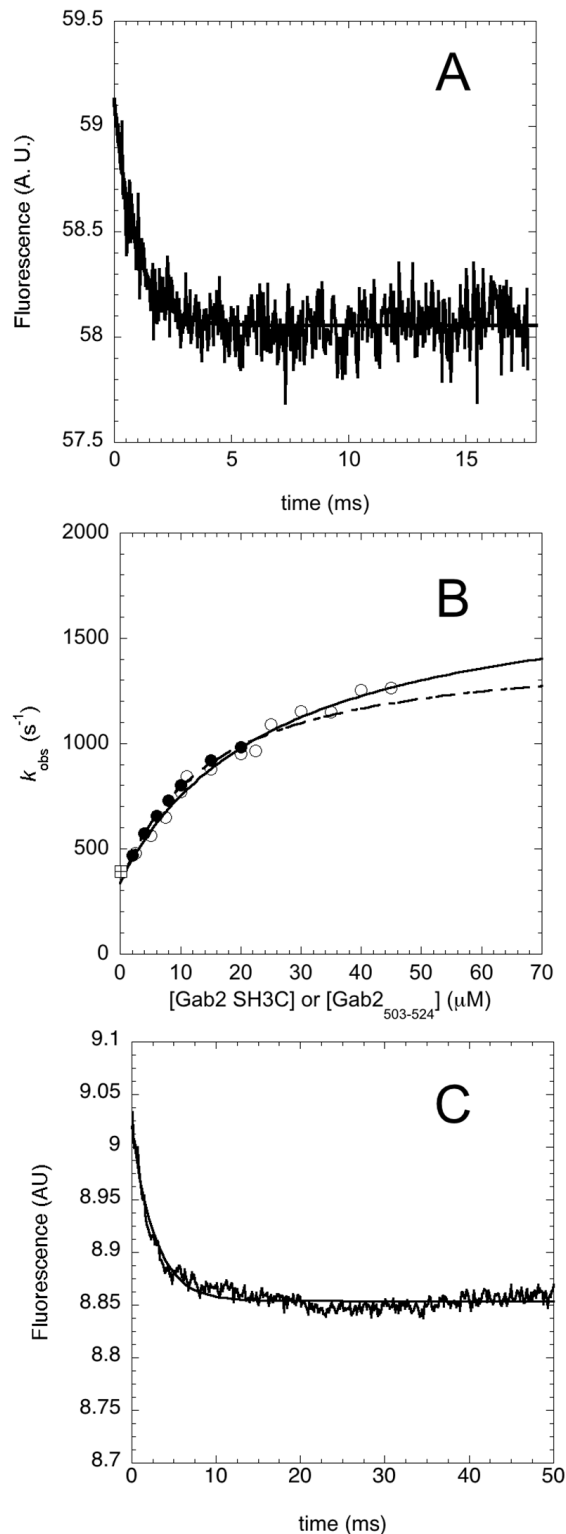 59.5
59
58.5
58
57.5
Fluorescence (A. U.)
A
0 5 10 15
time (ms)
2000
1500
1000
500
0
k_obs (s⁻¹)
B
0 10 20 30 40 50 60 70
[Gab2 SH3C] or [Gab2₅₀₃₋₅₂₄] (μM)
9.1
9.05
9
8.95
8.9
8.85
8.8
8.75
8.7
Fluorescence (AU)
C
0 10 20 30 40 50
time (ms)